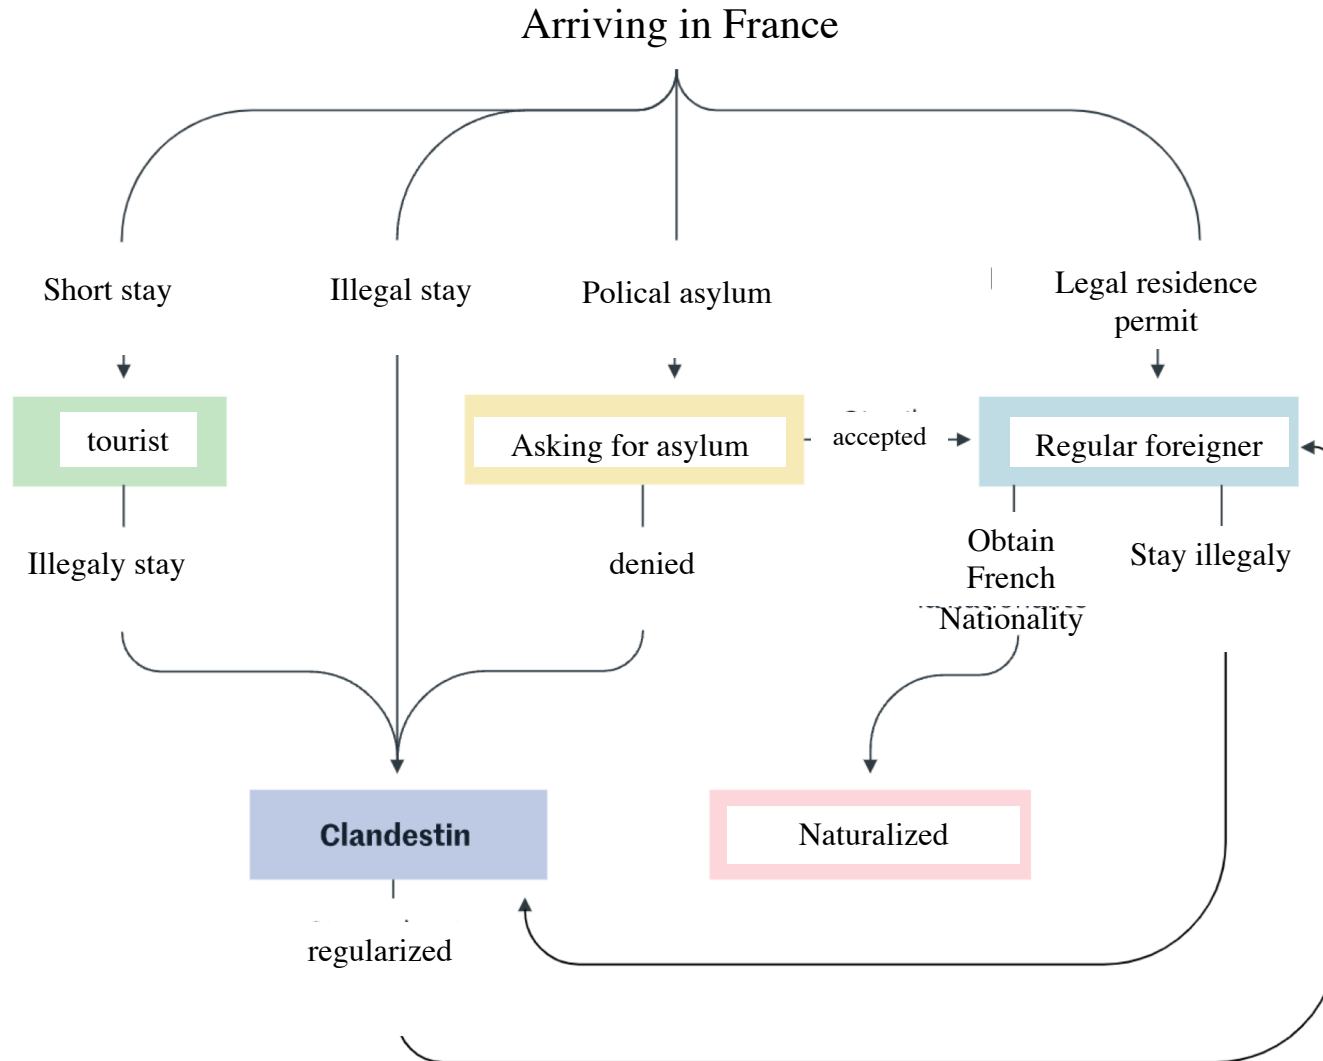 Arriving in France
Short stay
Illegal stay
Polical asylum
Legal residence
permit
tourist
Asking for asylum
accepted
Regular foreigner
Illegaly stay
denied
Obtain
French
Nationality
Stay illegaly
Clandestin
Naturalized
regularized